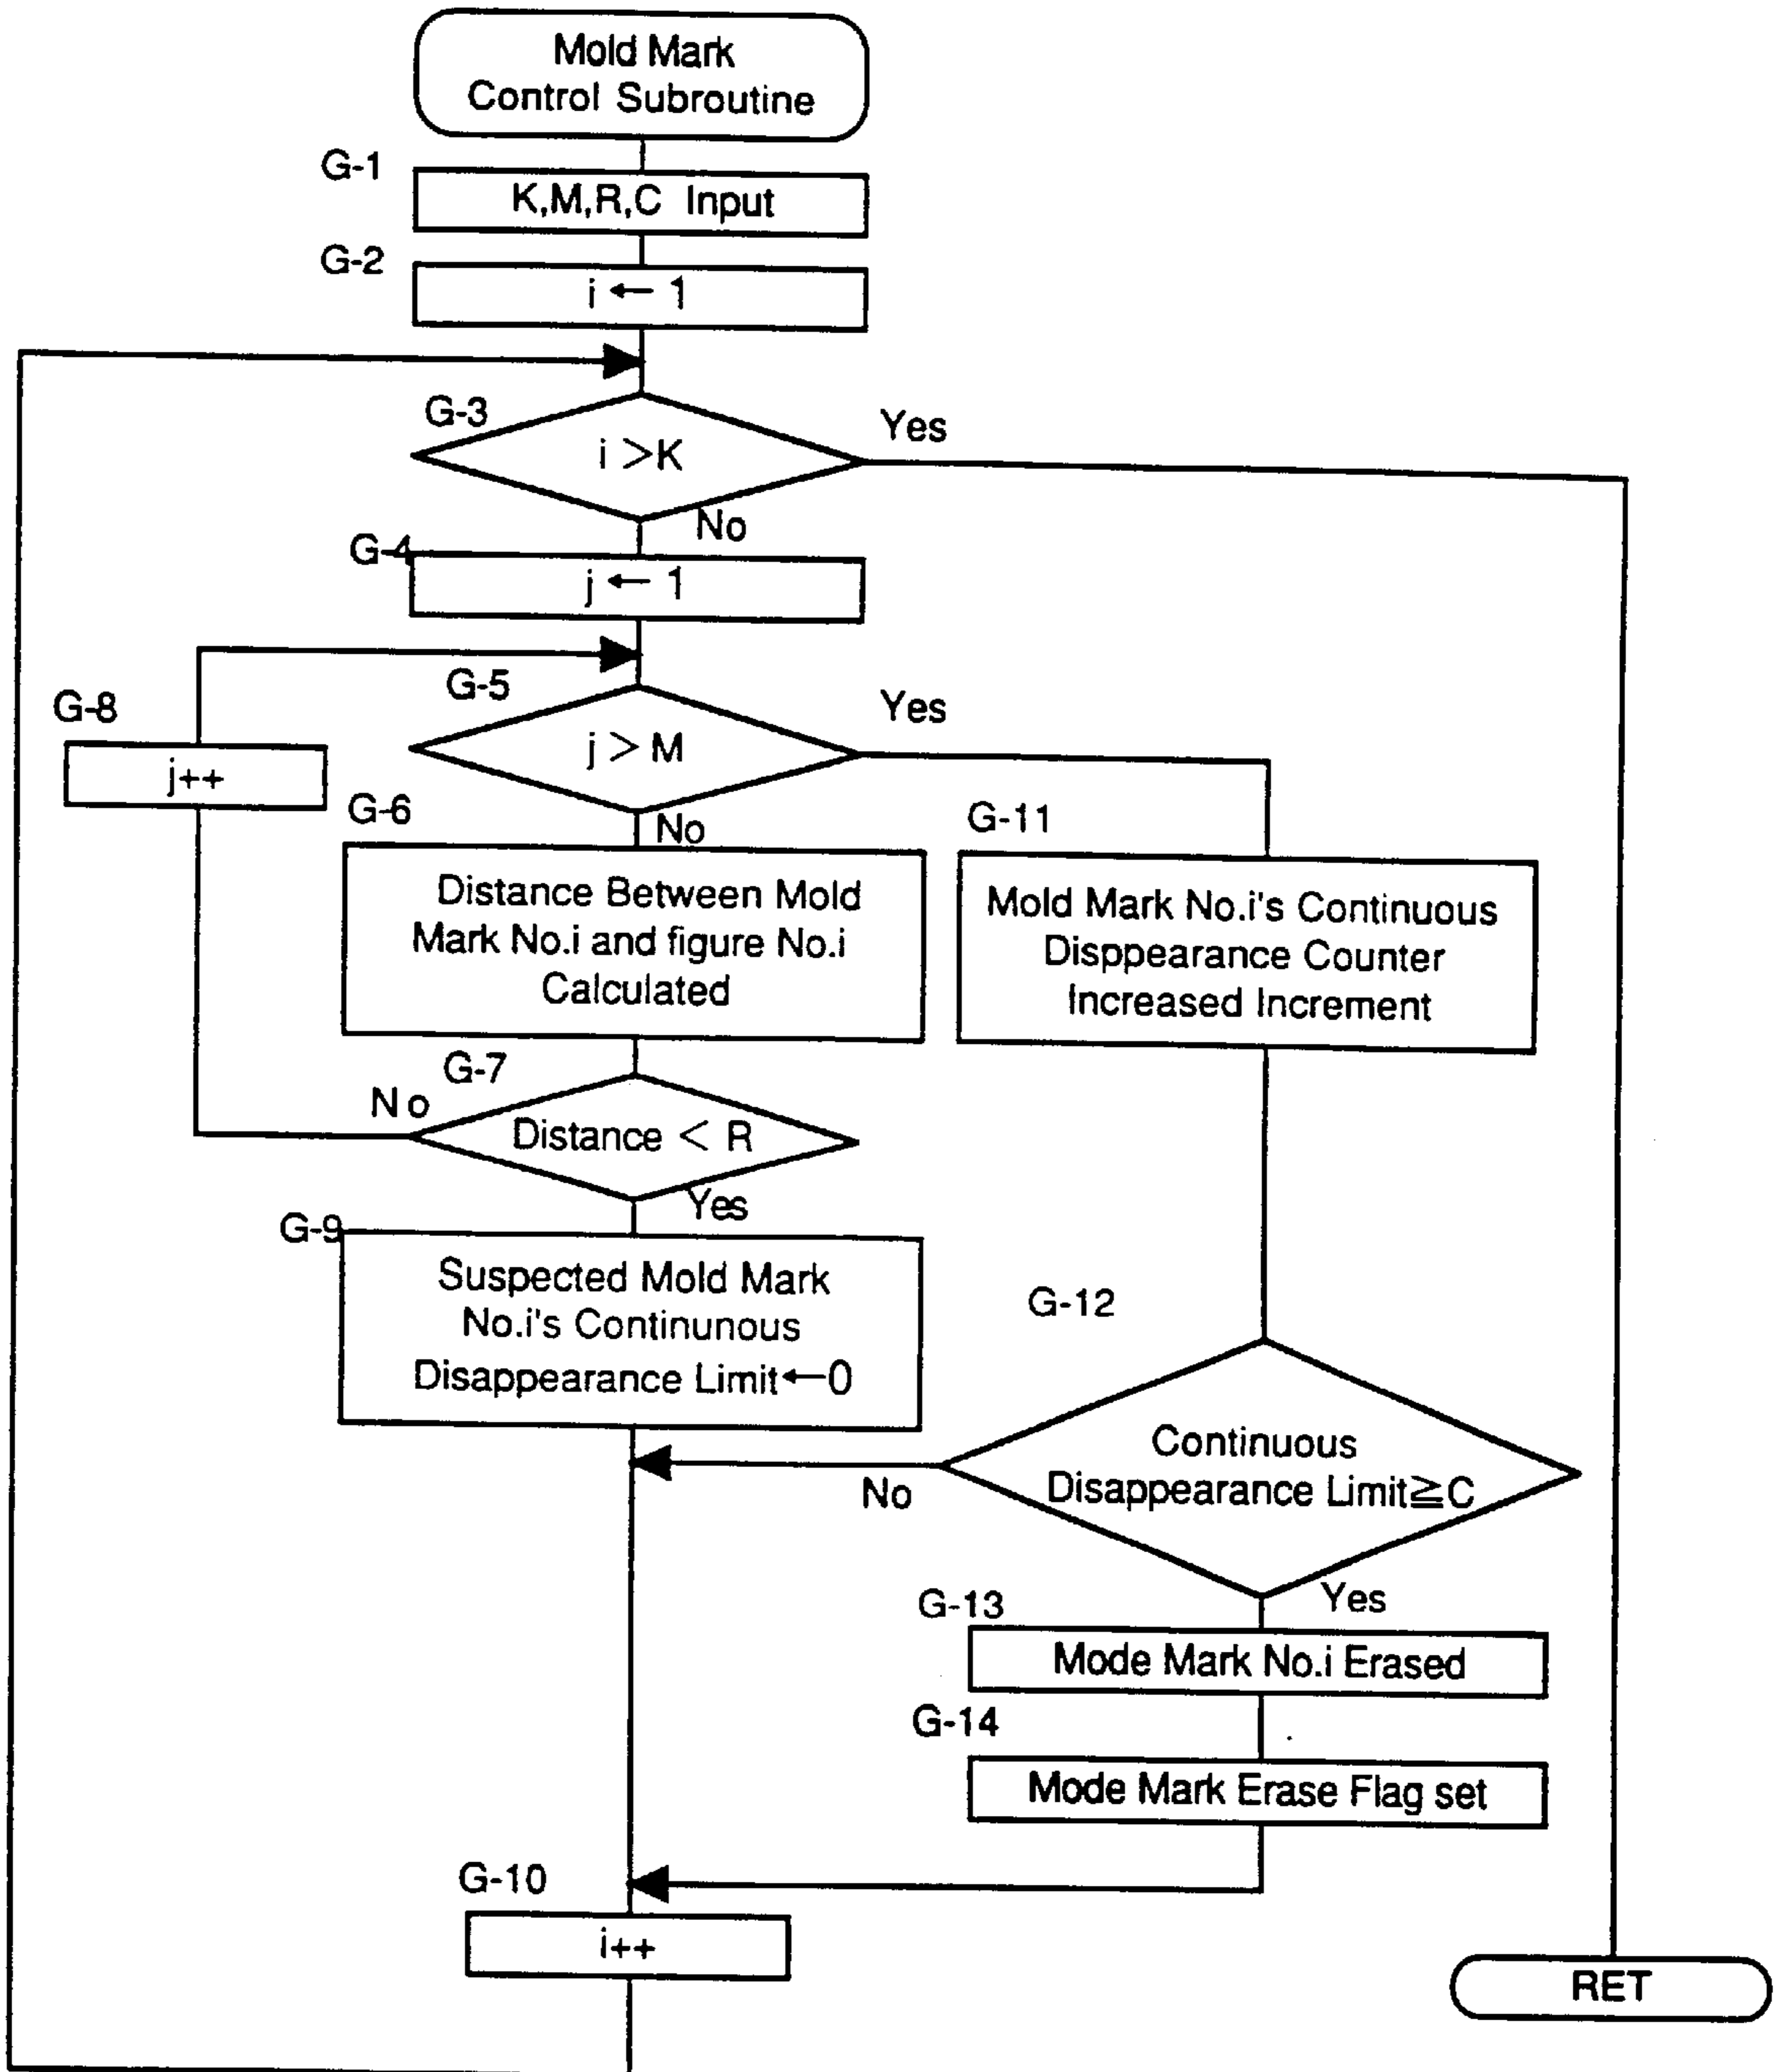 Mold Mark
Control Subroutine
G-1
K,M,R,C Input
G-2
i ← 1
G-3
i >K
Yes
No
G-4
j ← 1
G-5
j > M
Yes
G-8
j++
No
G-6
Distance Between Mold
Mark No.i and figure No.i
Calculated
G-11
Mold Mark No.i's Continuous
Disppearance Counter
Increased Increment
G-7
No
Distance < R
Yes
G-9
Suspected Mold Mark
No.i's Continunous
Disappearance Limit←0
G-12
Continuous
Disappearance Limit≧C
No
Yes
G-13
Mode Mark No.i Erased
G-14
Mode Mark Erase Flag set
G-10
i++
RET